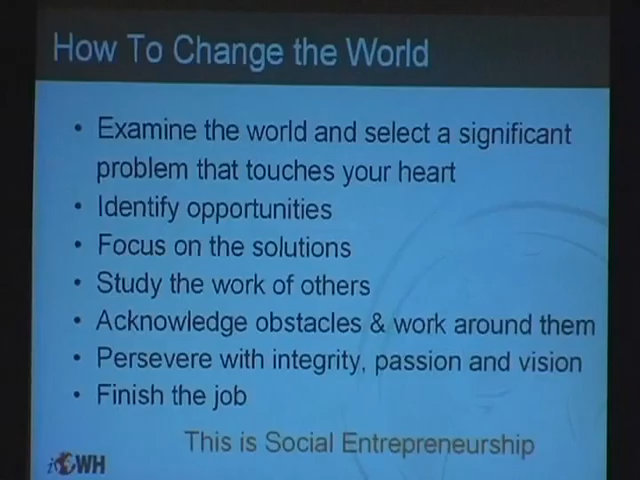 How To Change the World
• Examine the world and select a significant
problem that touches your heart
• Identify opportunities
• Focus on the solutions
• Study the work of others
• Acknowledge obstacles & work around them
• Persevere with integrity, passion and vision
• Finish the job
This is Social Entrepreneurship
iOWH